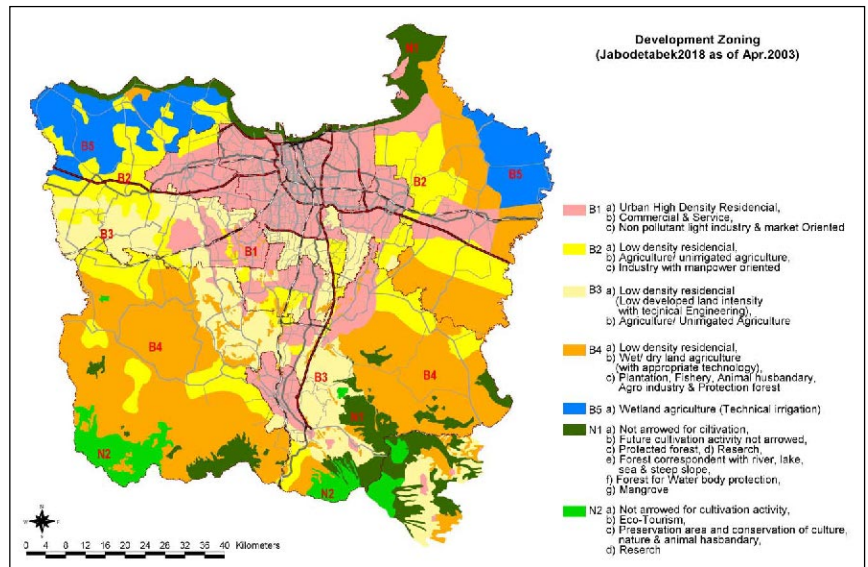 Development Zoning
(Jabodetabek2018 as of Apr.2003)
N1
B5
B2
B2
B5
B3
B1
B4
B3
B4
N1
N2
N2
B1 a) Urban High Density Residencial,
b) Commercial & Service,
c) Non pollutant light industry & market Oriented
B2 a) Low density residencial,
b) Agriculture/ unirrigated agriculture,
c) Industry with manpower oriented
B3 a) Low density residencial
(Low developed land intensity
with tecjnical Engineering),
b) Agriculture/ Unirrigated Agriculture
B4 a) Low density residencial,
b) Wet/ dry land agriculture
(with appropriate technology),
c) Plantation, Fishery, Animal husbandary,
Agro industry & Protection forest
B5 a) Wetland agriculture (Technical irrigation)
N1 a) Not arrowed for ciltivation,
b) Future cultivation activity not arrowed,
c) Protected forest, d) Reserch,
e) Forest correspondent with river, lake,
sea & steep slope,
f) Forest for Water body protection,
g) Mangrove
N2 a) Not arrowed for cultivation activity,
b) Eco-Tourism,
c) Preservation area and conservation of culture,
nature & animal hasbandary,
d) Reserch
0 4 8 12 16 20 24 28 32 36 40 Kilometers